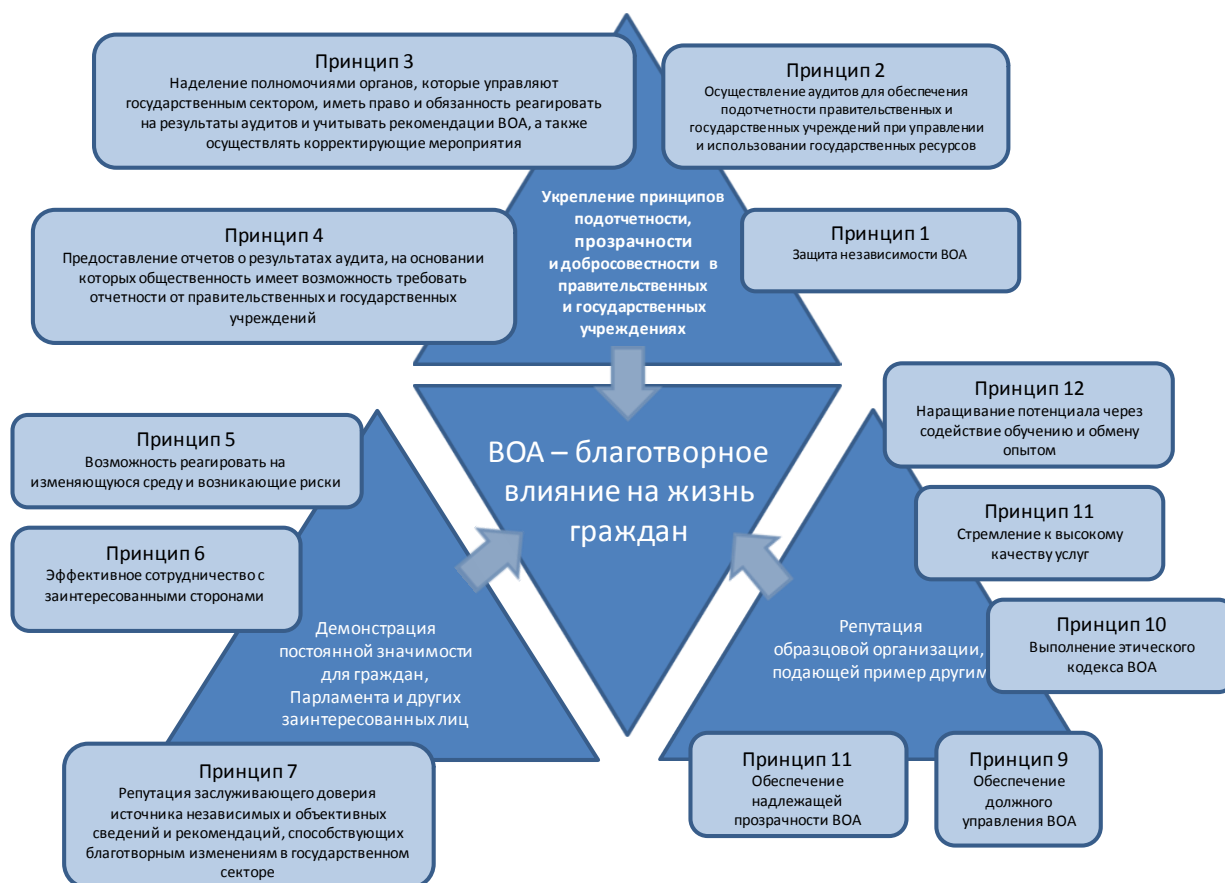 Принцип 3
Наделение полномочиями органов, которые управляют
государственным сектором, иметь право и обязанность реагировать
на результаты аудитов и учитывать рекомендации ВОА, а также
осуществлять корректирующие мероприятия
Принцип 2
Осуществление аудитов для обеспечения
подотчетности правительственных и
государственных учреждений при управлении
и использовании государственных ресурсов
Укрепление принципов
подотчетности,
прозрачности
и добросовестности в
правительственных
и государственных
учреждениях
Принцип 4
Предоставление отчетов о результатах аудита, на основании
которых общественность имеет возможность требовать
отчетности от правительственных и государственных
учреждений
Принцип 1
Защита независимости ВОА
ВОА – благотворное
влияние на жизнь
граждан
Принцип 12
Наращивание потенциала через
содействие обучению и обмену
опытом
Принцип 5
Возможность реагировать на
изменяющуюся среду и возникающие риски
Принцип 11
Стремление к высокому
качеству услуг
Принцип 6
Эффективное сотрудничество с
заинтересованными сторонами
Демонстрация
постоянной значимости
для граждан,
Парламента и других
заинтересованных лиц
Репутация
образцовой организации,
подающей пример другим
Принцип 10
Выполнение этического
кодекса ВОА
Принцип 7
Репутация заслуживающего доверия
источника независимых и объективных
сведений и рекомендаций, способствующих
благотворным изменениям в государственном
секторе
Принцип 11
Обеспечение
надлежащей
прозрачности ВОА
Принцип 9
Обеспечение
должного
управления ВОА